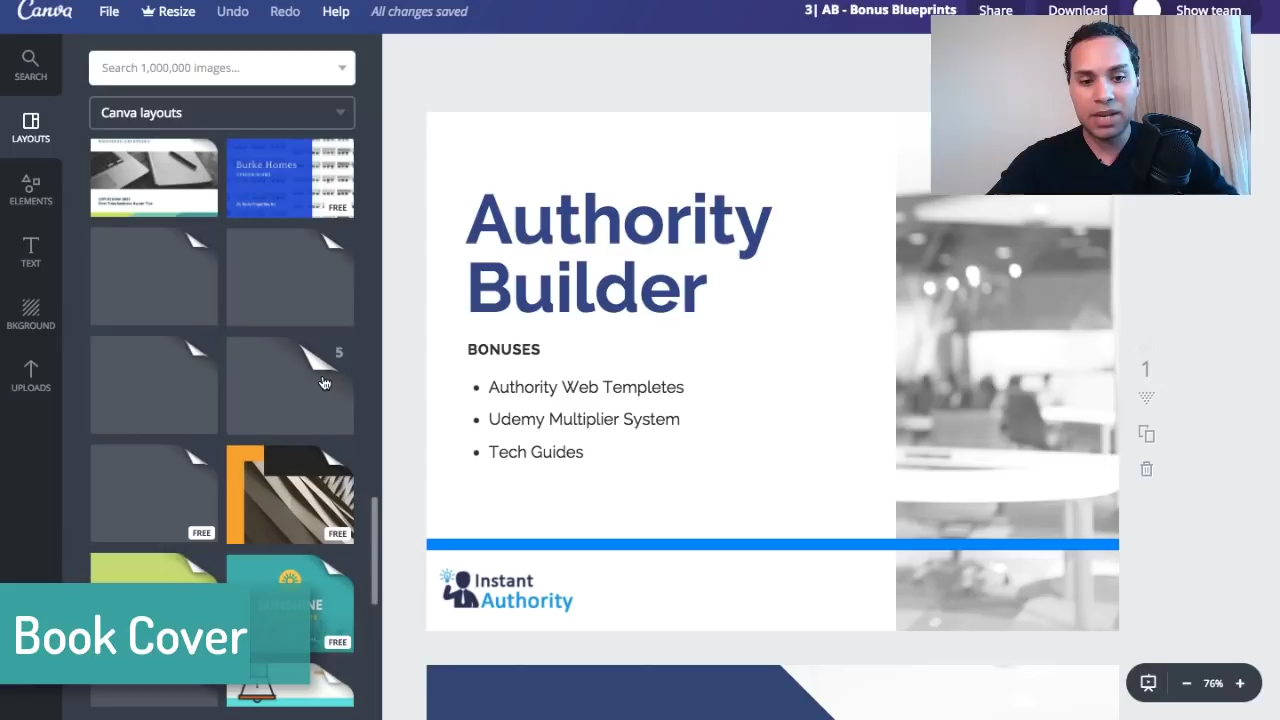 Canva
File
Resize
Undo
Redo
Help
All changes saved
3| AB - Bonus Blueprints
Share
Download
Show team
SEARCH
LAYOUTS
ELEMENTS
TEXT
BKGROUND
UPLOADS
Search 1,000,000 images...
Canva layouts
Burke Homes
FREE
5
FREE
FREE
FREE
Authority
Builder
BONUSES
• Authority Web Templetes
• Udemy Multiplier System
• Tech Guides
Instant
Authority
1
Book Cover
76%